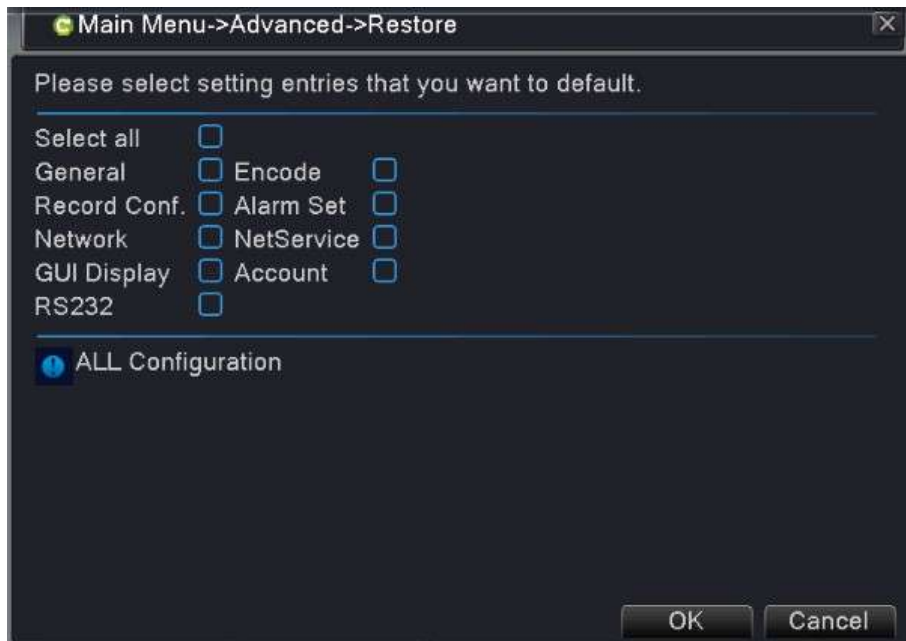 Main Menu->Advanced->Restore
Please select setting entries that you want to default.
Select all
General Encode
Record Conf. Alarm Set
Network NetService
GUI Display Account
RS232
ALL Configuration
OK Cancel